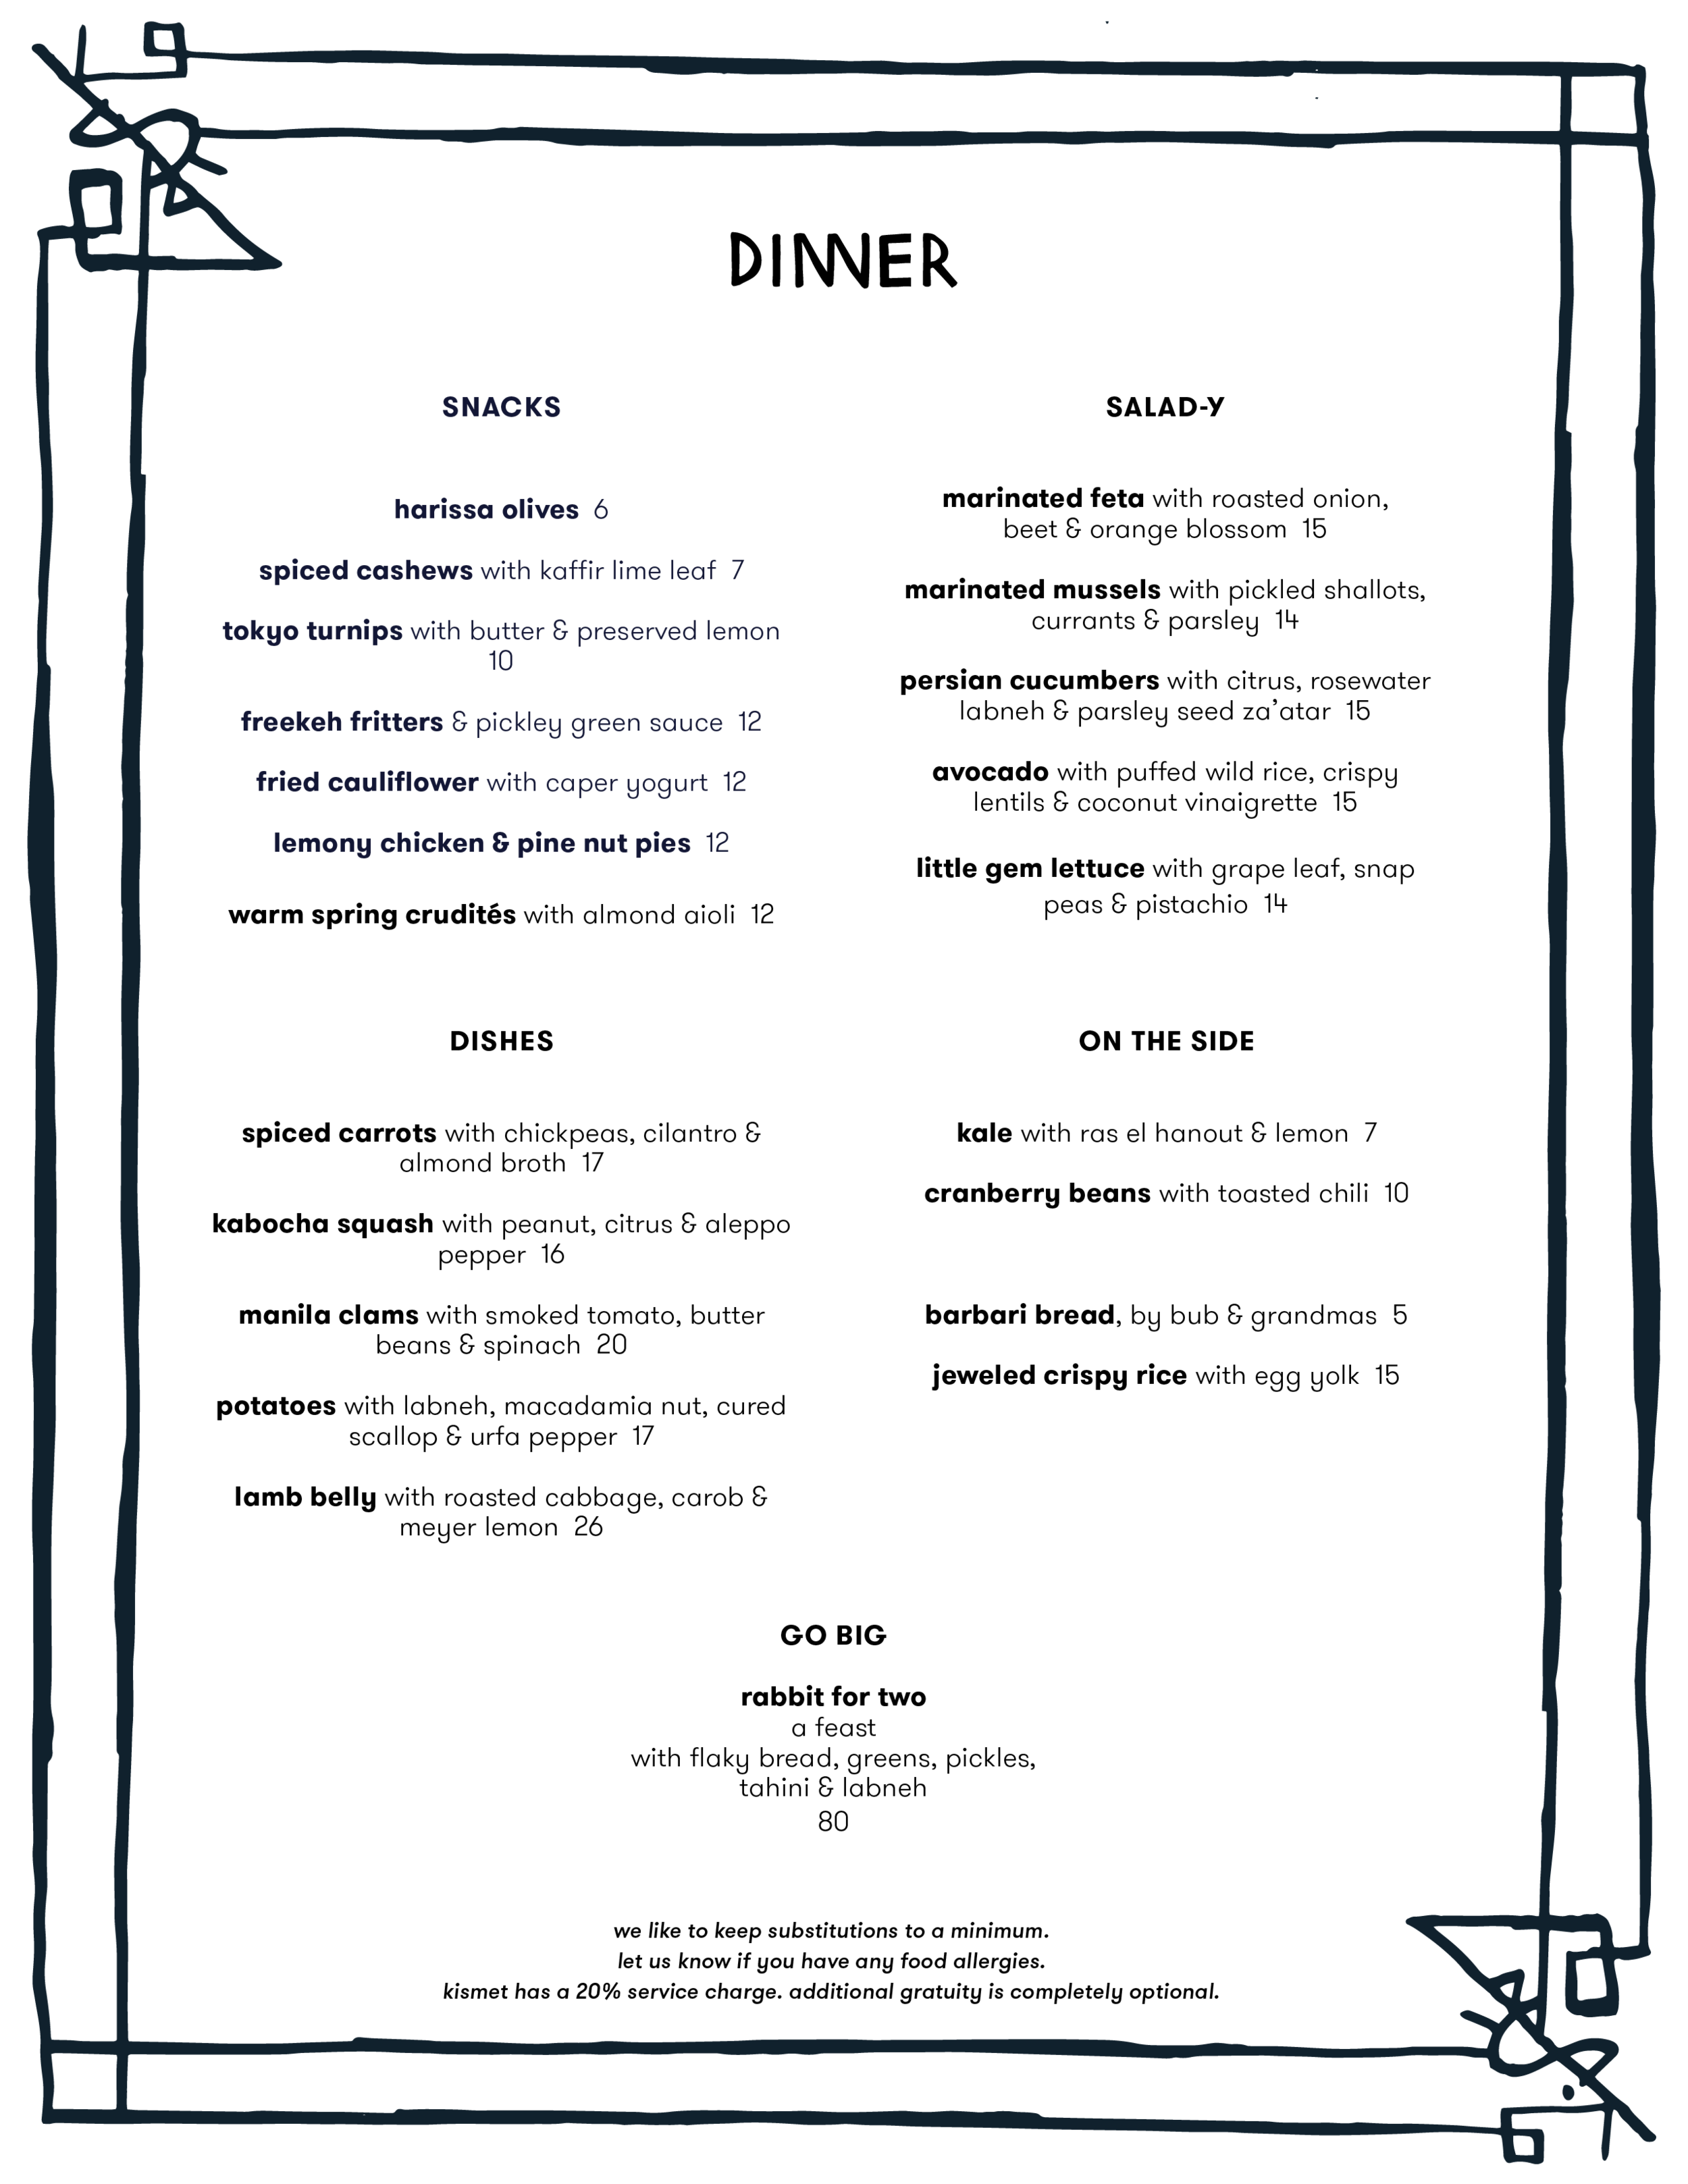 DINNER
SNACKS
harissa olives 6
spiced cashews with kaffir lime leaf 7
tokyo turnips with butter & preserved lemon
10
freekeh fritters & pickley green sauce 12
fried cauliflower with caper yogurt 12
lemony chicken & pine nut pies 12
warm spring crudités with almond aioli 12
SALAD-Y
marinated feta with roasted onion,
beet & orange blossom 15
marinated mussels with pickled shallots,
currants & parsley 14
persian cucumbers with citrus, rosewater
labneh & parsley seed za’atar 15
avocado with puffed wild rice, crispy
lentils & coconut vinaigrette 15
little gem lettuce with grape leaf, snap
peas & pistachio 14
DISHES
spiced carrots with chickpeas, cilantro &
almond broth 17
kabocha squash with peanut, citrus & aleppo
pepper 16
manila clams with smoked tomato, butter
beans & spinach 20
potatoes with labneh, macadamia nut, cured
scallop & urfa pepper 17
lamb belly with roasted cabbage, carob &
meyer lemon 26
ON THE SIDE
kale with ras el hanout & lemon 7
cranberry beans with toasted chili 10
barbari bread, by bub & grandmas 5
jeweled crispy rice with egg yolk 15
GO BIG
rabbit for two
a feast
with flaky bread, greens, pickles,
tahini & labneh
80
we like to keep substitutions to a minimum.
let us know if you have any food allergies.
kismet has a 20% service charge. additional gratuity is completely optional.